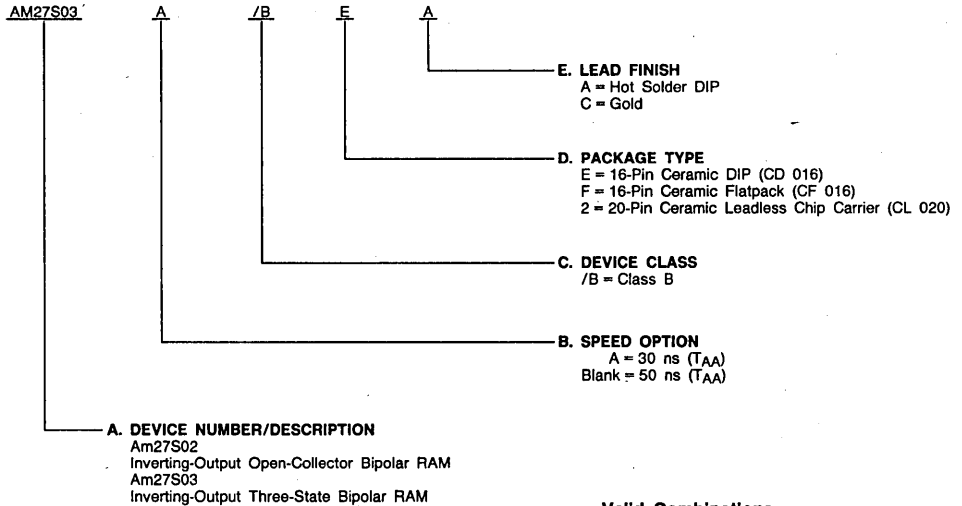 AM27S03 A /B E A
E. LEAD FINISH
A = Hot Solder DIP
C = Gold
D. PACKAGE TYPE
E = 16-Pin Ceramic DIP (CD 016)
F = 16-Pin Ceramic Flatpack (CF 016)
2 = 20-Pin Ceramic Leadless Chip Carrier (CL 020)
C. DEVICE CLASS
/B = Class B
B. SPEED OPTION
A = 30 ns (TAA)
Blank = 50 ns (TAA)
A. DEVICE NUMBER/DESCRIPTION
Am27S02
Inverting-Output Open-Collector Bipolar RAM
Am27S03
Inverting-Output Three-State Bipolar RAM
Valid Combinations